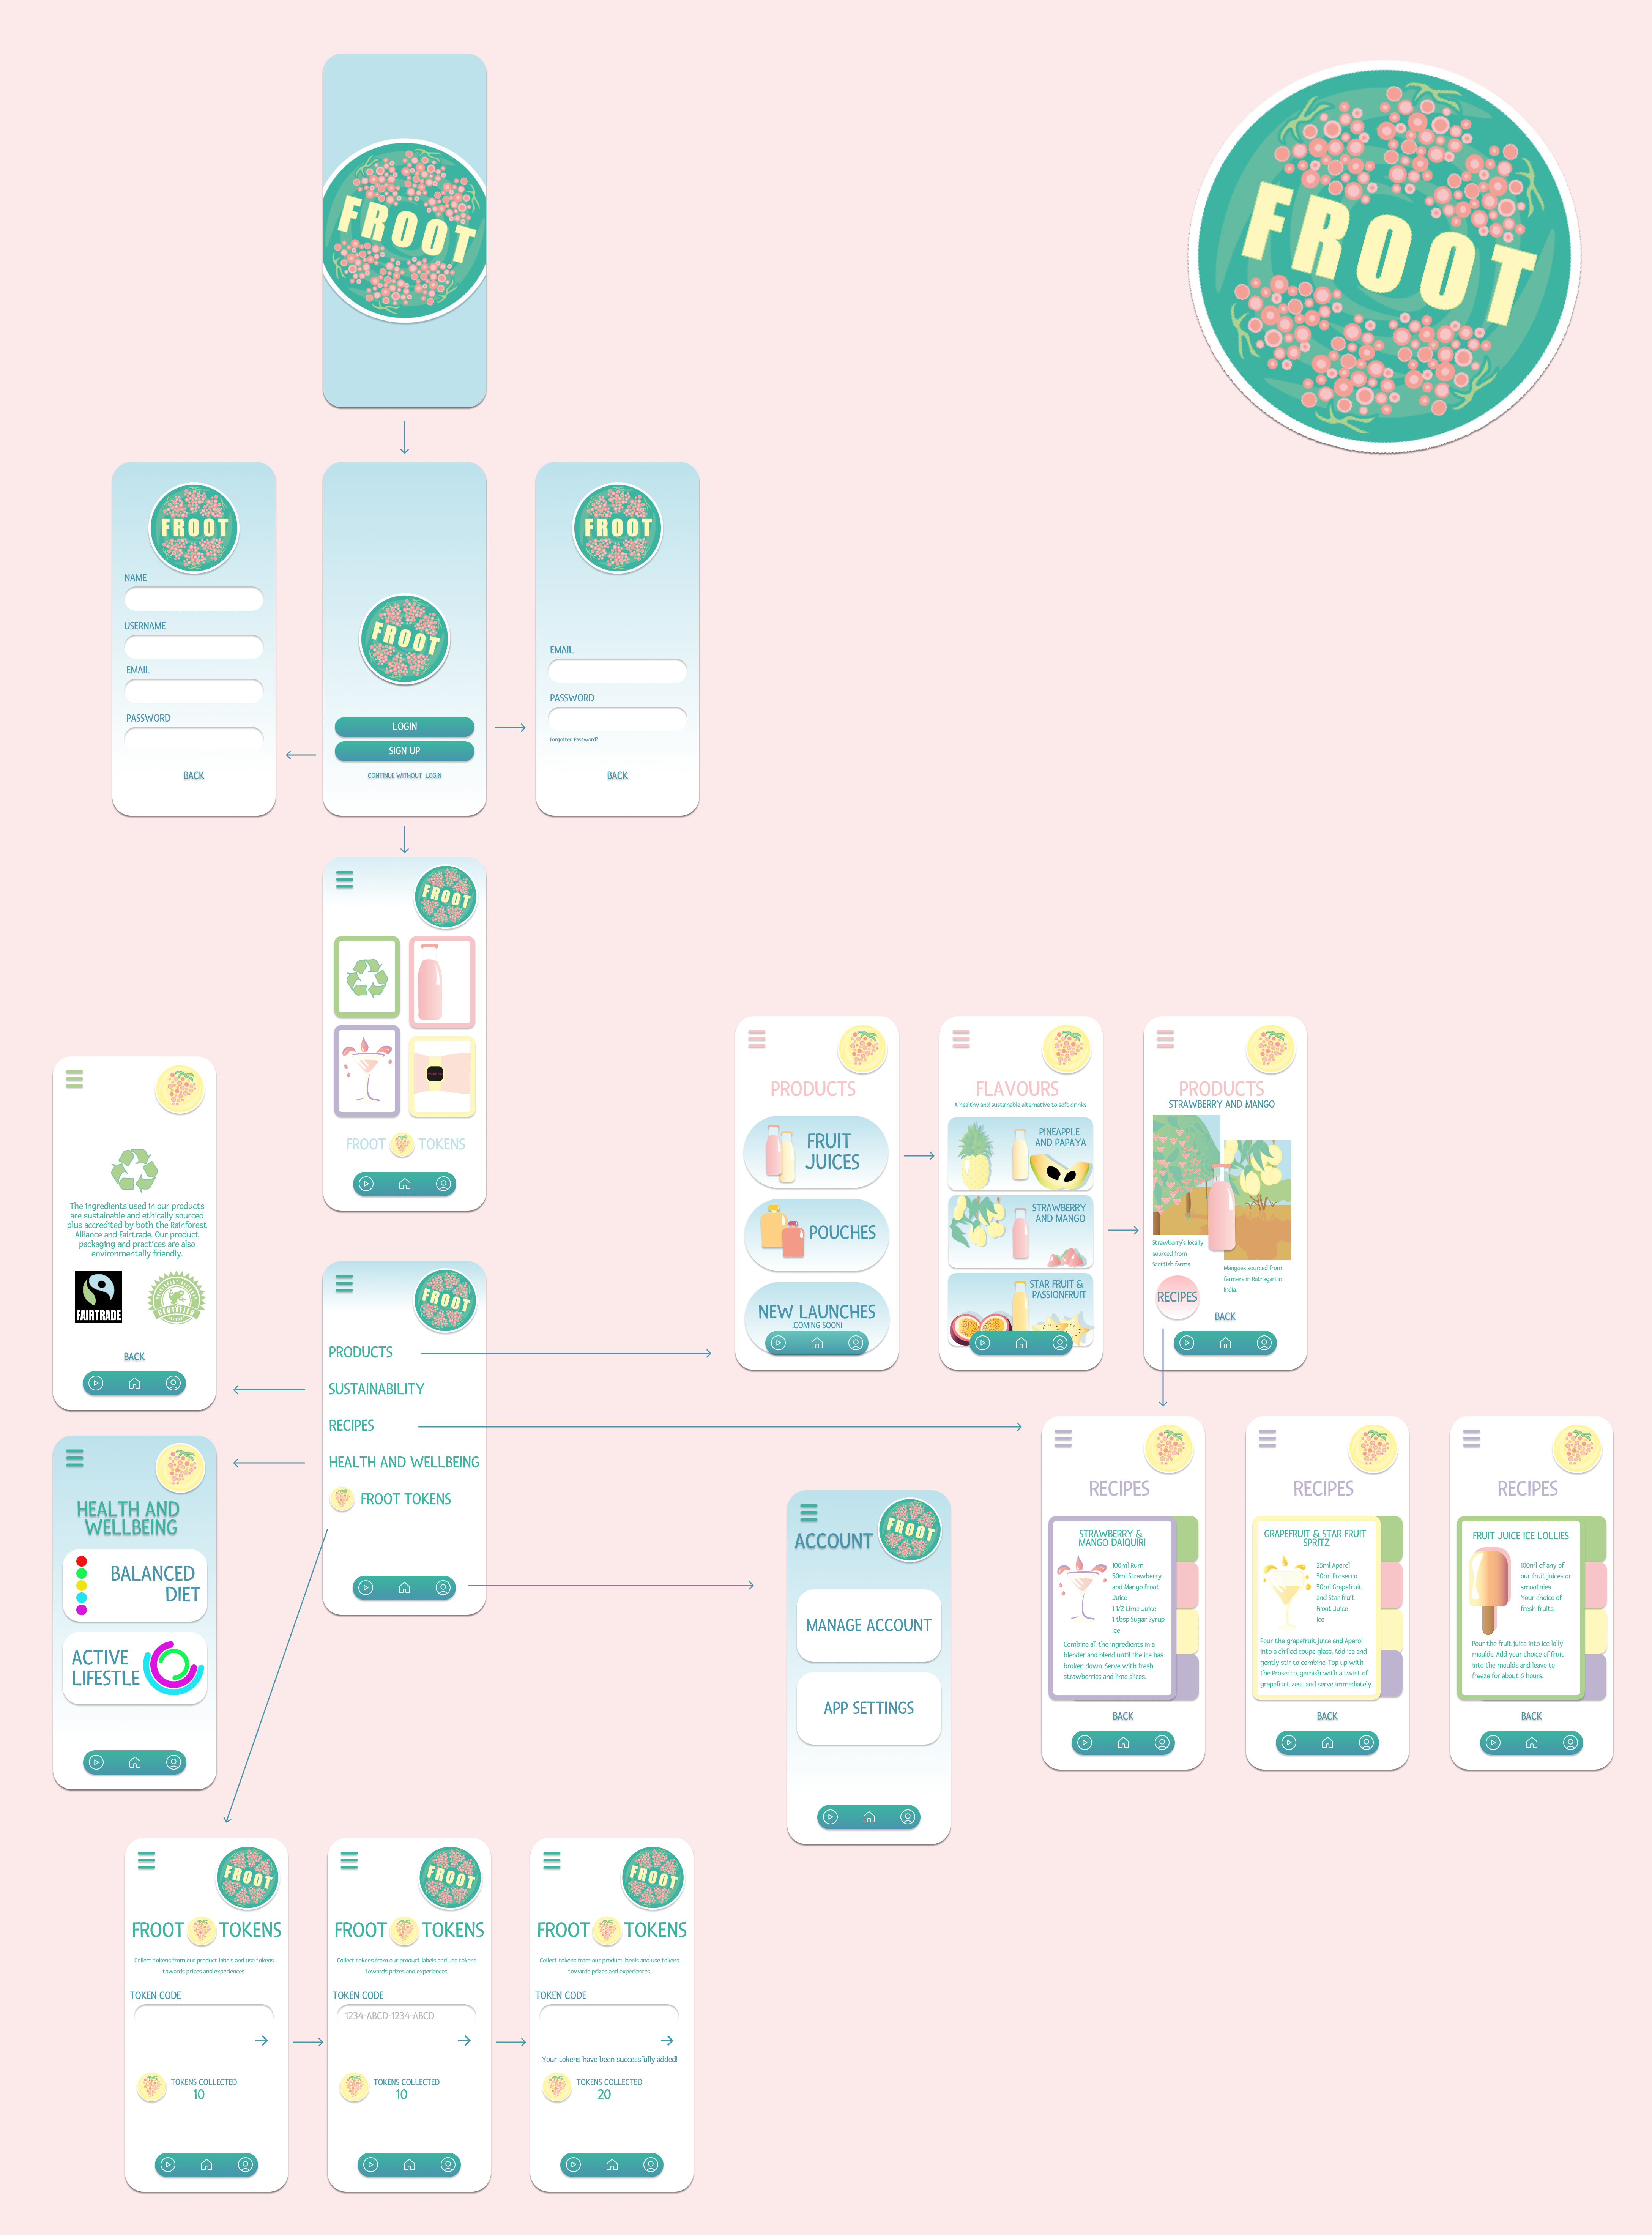 FROOT
FROOT
FROOT
NAME
USERNAME
EMAIL
PASSWORD
BACK
FROOT
LOGIN
SIGN UP
CONTINUE WITHOUT LOGIN
FROOT
EMAIL
PASSWORD
Forgotten Password?
BACK
FROOT
FROOT TOKENS
The ingredients used in our products
are sustainable and ethically sourced
plus accredited by both the Rainforest
Alliance and Fairtrade. Our product
packaging and practices are also
environmentally friendly.
FAIRTRADE
RAINFOREST ALLIANCE
CERTIFIED
BACK
FROOT
PRODUCTS
SUSTAINABILITY
RECIPES
HEALTH AND WELLBEING
FROOT TOKENS
PRODUCTS
FRUIT
JUICES
POUCHES
NEW LAUNCHES
!COMING SOON!
FLAVOURS
A healthy and sustainable alternative to soft drinks
PINEAPPLE
AND PAPAYA
STRAWBERRY
AND MANGO
STAR FRUIT &
PASSIONFRUIT
PRODUCTS
STRAWBERRY AND MANGO
Strawberry's locally
sourced from
Scottish farms.
Mangoes sourced from
farmers in Ratnagari in
India.
RECIPES
BACK
HEALTH AND
WELLBEING
BALANCED
DIET
ACTIVE
LIFESTLE
FROOT
ACCOUNT
MANAGE ACCOUNT
APP SETTINGS
RECIPES
STRAWBERRY &
MANGO DAIQUIRI
100ml Rum
50ml Strawberry
and Mango Froot
Juice
1 1/2 Lime Juice
1 tbsp Sugar Syrup
Ice
Combine all the ingredients in a
blender and blend until the ice has
broken down. Serve with fresh
strawberries and lime slices.
BACK
RECIPES
GRAPEFRUIT & STAR FRUIT
SPRITZ
25ml Aperol
50ml Prosecco
50ml Grapefruit
and Star fruit
Froot Juice
Ice
Pour the grapefruit juice and Aperol
into a chilled coupe glass. Add ice and
gently stir to combine. Top up with
the Prosecco, garnish with a twist of
grapefruit zest and serve immediately.
BACK
RECIPES
FRUIT JUICE ICE LOLLIES
100ml of any of
our fruit juices or
smoothies
Your choice of
fresh fruits.
Pour the fruit juice into ice lolly
moulds. Add your choice of fruit
into the moulds and leave to
freeze for about 6 hours.
BACK
FROOT
FROOT TOKENS
Collect tokens from our product labels and use tokens
towards prizes and experiences.
TOKEN CODE
TOKENS COLLECTED
10
FROOT
FROOT TOKENS
Collect tokens from our product labels and use tokens
towards prizes and experiences.
TOKEN CODE
1234-ABCD-1234-ABCD
TOKENS COLLECTED
10
FROOT
FROOT TOKENS
Collect tokens from our product labels and use tokens
towards prizes and experiences.
TOKEN CODE
Your tokens have been successfully added!
TOKENS COLLECTED
20